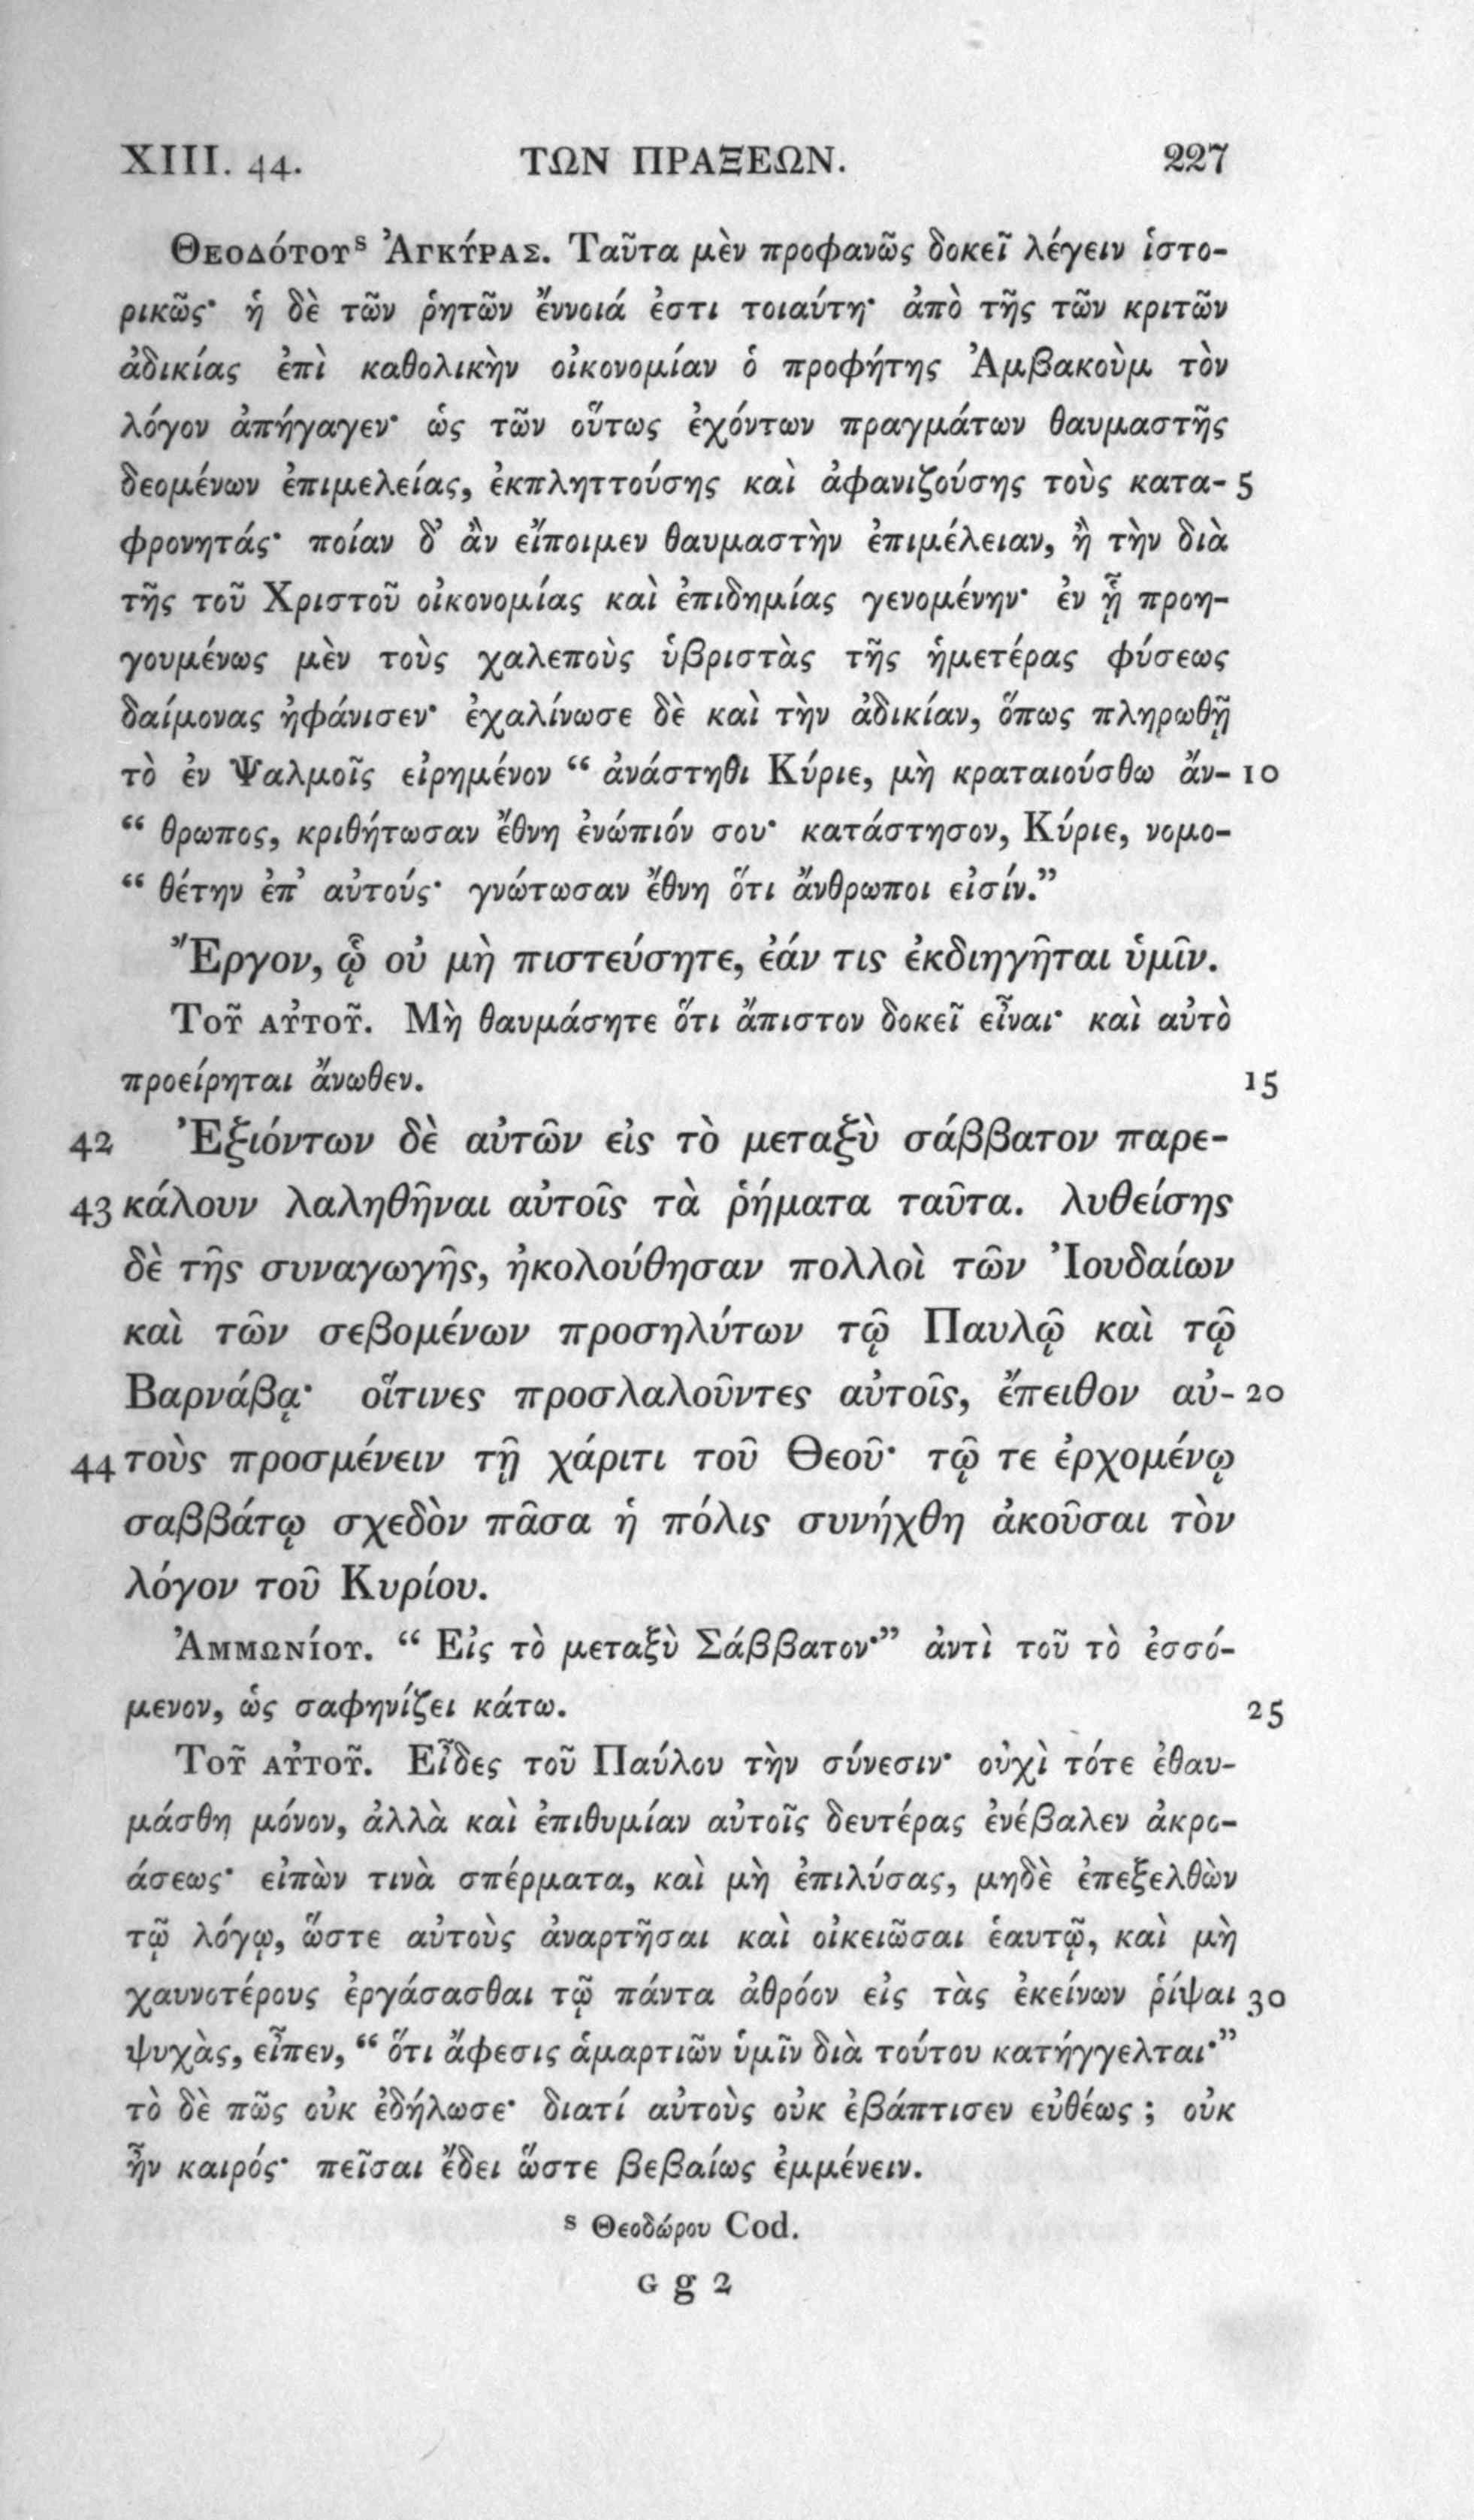 XIII. 44. ΤΩΝ ΠΡΑΞΕΩΝ. 227
ΘΕΟΔΌΤΟΥˢ ἈΓΚΎΡΑΣ. Ταῦτα μὲν προφανῶς δοκεῖ λέγειν ἱστο-
ρικῶς· ἡ δὲ τῶν ῥητῶν ἔννοιά ἐστι τοιαύτη· ἀπὸ τῆς τῶν κριτῶν
ἀδικίας ἐπὶ καθολικὴν οἰκονομίαν ὁ προφήτης Ἀμβακοὺμ τὸν
λόγον ἀπήγαγεν· ὡς τῶν οὕτως ἐχόντων πραγμάτων θαυμαστῆς
δεομένων ἐπιμελείας, ἐκπληττούσης καὶ ἀφανιζούσης τοὺς κατα- 5
φρονητάς· ποίαν δ’ ἂν εἴποιμεν θαυμαστὴν ἐπιμέλειαν, ἢ τὴν διὰ
τῆς τοῦ Χριστοῦ οἰκονομίας καὶ ἐπιδημίας γενομένην· ἐν ᾗ προη-
γουμένως μὲν τοὺς χαλεποὺς ὑβριστὰς τῆς ἡμετέρας φύσεως
δαίμονας ἠφάνισεν· ἐχαλίνωσε δὲ καὶ τὴν ἀδικίαν, ὅπως πληρωθῇ
τὸ ἐν Ψαλμοῖς εἰρημένον “ ἀνάστηθι Κύριε, μὴ κραταιούσθω ἄν- 10
“ θρωπος, κριθήτωσαν ἔθνη ἐνώπιόν σου· κατάστησον, Κύριε, νομο-
“ θέτην ἐπ’ αὐτούς· γνώτωσαν ἔθνη ὅτι ἄνθρωποι εἰσίν.”
Ἔργον, ᾧ οὐ μὴ πιστεύσητε, ἐάν τις ἐκδιηγῆται ὑμῖν.
ΤΟΥ͂ ΑΥ̓ΤΟΥ͂. Μὴ θαυμάσητε ὅτι ἄπιστον δοκεῖ εἶναι· καὶ αὐτὸ
προείρηται ἄνωθεν. 15
42 Ἐξιόντων δὲ αὐτῶν εἰς τὸ μεταξὺ σάββατον παρε-
43 κάλουν λαληθῆναι αὐτοῖς τὰ ῥήματα ταῦτα. λυθείσης
δὲ τῆς συναγωγῆς, ἠκολούθησαν πολλοὶ τῶν Ἰουδαίων
καὶ τῶν σεβομένων προσηλύτων τῷ Παυλῷ καὶ τῷ
Βαρνάβᾳ· οἵτινες προσλαλοῦντες αὐτοῖς, ἔπειθον αὐ- 20
44 τοὺς προσμένειν τῇ χάριτι τοῦ Θεοῦ· τῷ τε ἐρχομένῳ
σαββάτῳ σχεδὸν πᾶσα ἡ πόλις συνήχθη ἀκοῦσαι τὸν
λόγον τοῦ Κυρίου.
ἈΜΜΩΝΊΟΥ. “ Εἰς τὸ μεταξὺ Σάββατον·” ἀντὶ τοῦ τὸ ἐσσό-
μενον, ὡς σαφηνίζει κάτω. 25
ΤΟΥ͂ ΑΥ̓ΤΟΥ͂. Εἶδες τοῦ Παύλου τὴν σύνεσιν· οὐχὶ τότε ἐθαυ-
μάσθη μόνον, ἀλλὰ καὶ ἐπιθυμίαν αὐτοῖς δευτέρας ἐνέβαλεν ἀκρο-
άσεως· εἰπὼν τινὰ σπέρματα, καὶ μὴ ἐπιλύσας, μηδὲ ἐπεξελθὼν
τῷ λόγῳ, ὥστε αὐτοὺς ἀναρτῆσαι καὶ οἰκειῶσαι ἑαυτῷ, καὶ μὴ
χαυνοτέρους ἐργάσασθαι τῷ πάντα ἀθρόον εἰς τὰς ἐκείνων ῥίψαι 30
ψυχὰς, εἶπεν, “ ὅτι ἄφεσις ἁμαρτιῶν ὑμῖν διὰ τούτου κατήγγελται·”
τὸ δὲ πῶς οὐκ ἐδήλωσε· διατί αὐτοὺς οὐκ ἐβάπτισεν εὐθέως ; οὐκ
ἦν καιρός· πεῖσαι ἔδει ὥστε βεβαίως ἐμμένειν.
ˢ Θεοδώρου Cod.
G g 2